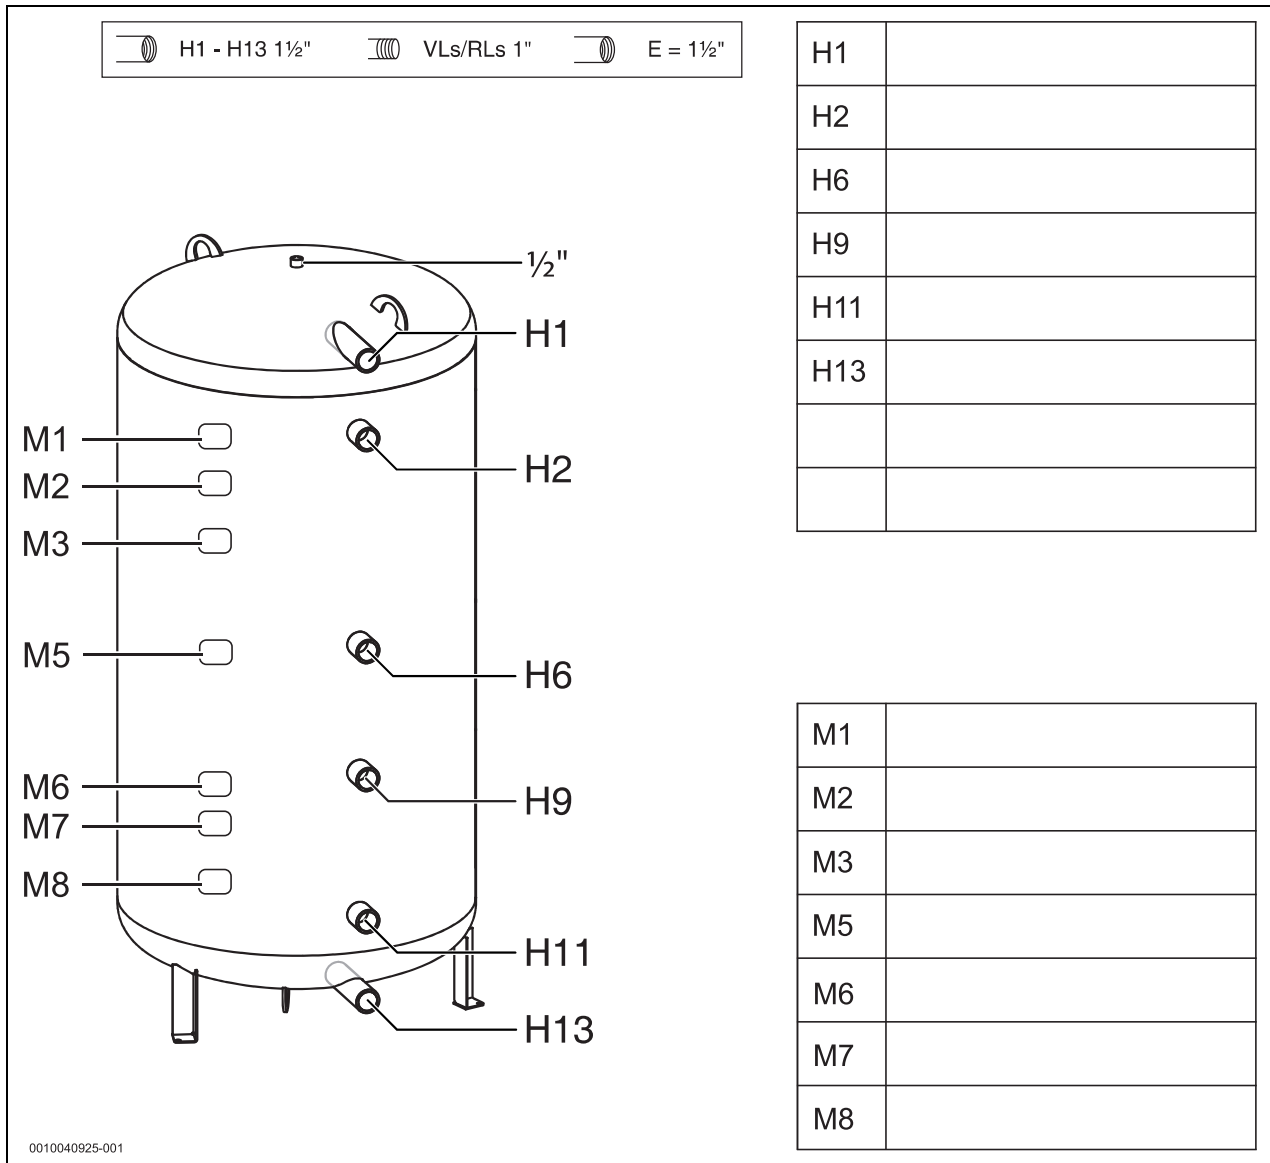 H1 - H13 1½" VLs/RLs 1" E = 1½"
½"
H1
H2
H6
H9
H11
H13
M1
M2
M3
M5
M6
M7
M8
H1
H2
H6
H9
H11
H13
M1
M2
M3
M5
M6
M7
M8
0010040925-001